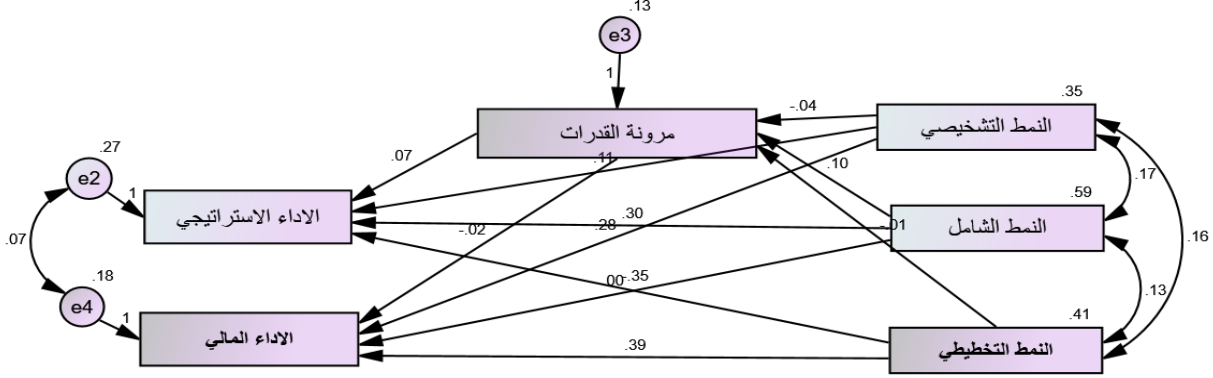 .13
e3
1
.35
-.04
النمط التشخيصي
مرونة القدرات
.27
.07
.11
.10
.17
e2
1
.59
الاداء الاستراتيجي
.30
النمط الشامل
-.02
.28
-.01
.16
.07
.18
.00
-.35
.13
e4
.41
1
الاداء المالي
.39
النمط التخطيطي